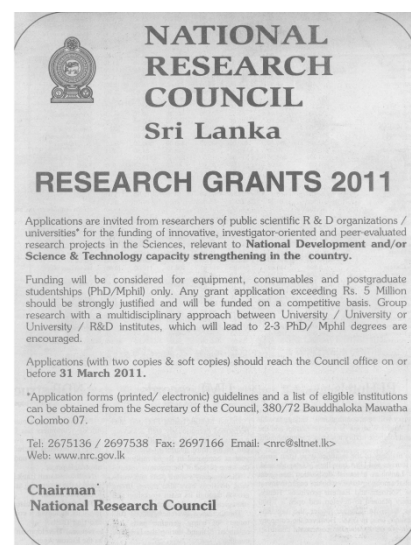 NATIONAL
RESEARCH
COUNCIL
Sri Lanka
RESEARCH GRANTS 2011
Applications are invited from researchers of public scientific R & D organizations /
universities* for the funding of innovative, investigator-oriented and peer-evaluated
research projects in the Sciences, relevant to National Development and/or
Science & Technology capacity strengthening in the country.
Funding will be considered for equipment, consumables and postgraduate
studentships (PhD/Mphil) only. Any grant application exceeding Rs. 5 Million
should be strongly justified and will be funded on a competitive basis. Group
research with a multidisciplinary approach between University / University or
University / R&D institutes, which will lead to 2-3 PhD/ Mphil degrees are
encouraged.
Applications (with two copies & soft copies) should reach the Council office on or
before 31 March 2011.
*Application forms (printed/ electronic) guidelines and a list of eligible institutions
can be obtained from the Secretary of the Council, 380/72 Bauddhaloka Mawatha
Colombo 07.
Tel: 2675136 / 2697538 Fax: 2697166 Email: <nrc@sltnet.lk>
Web: www.nrc.gov.lk
Chairman
National Research Council